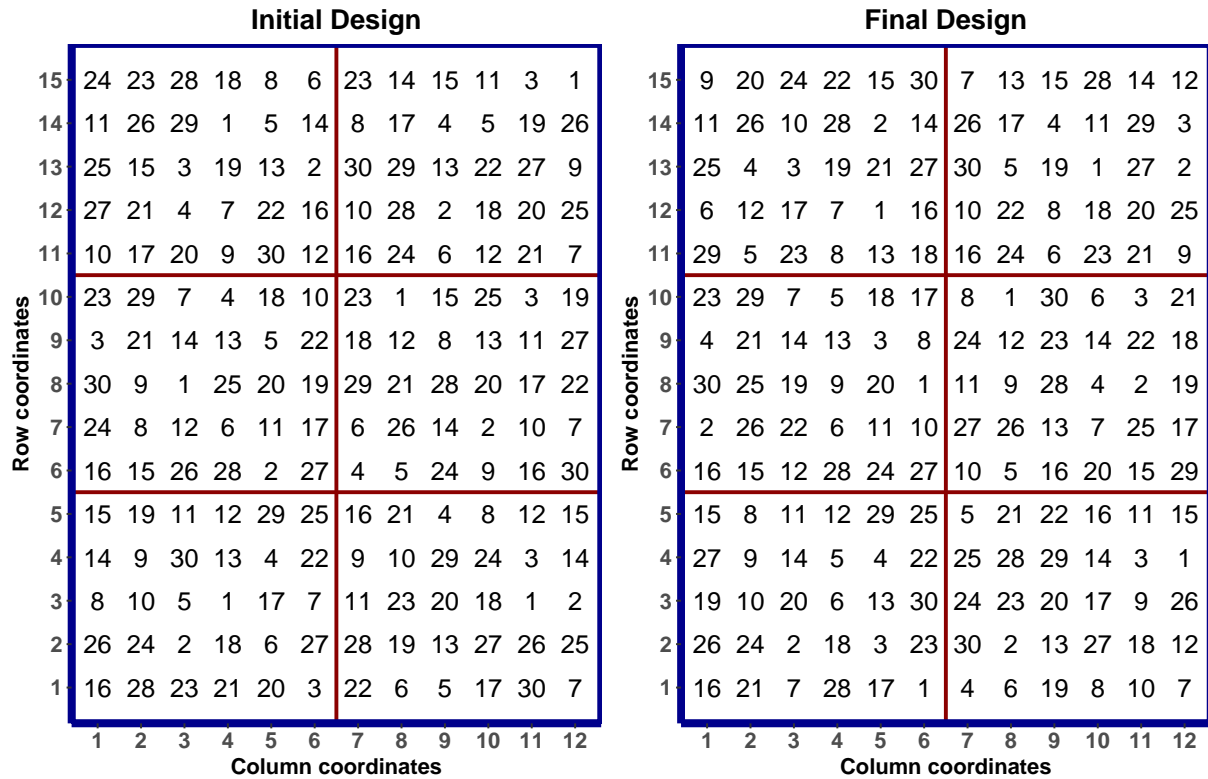 Initial Design
15 24 23 28 18 8 6 23 14 15 11 3 1
14 11 26 29 1 5 14 8 17 4 5 19 26
13 25 15 3 19 13 2 30 29 13 22 27 9
12 27 21 4 7 22 16 10 28 2 18 20 25
11 10 17 20 9 30 12 16 24 6 12 21 7
10 23 29 7 4 18 10 23 1 15 25 3 19
9 3 21 14 13 5 22 18 12 8 13 11 27
8 30 9 1 25 20 19 29 21 28 20 17 22
7 24 8 12 6 11 17 6 26 14 2 10 7
6 16 15 26 28 2 27 4 5 24 9 16 30
5 15 19 11 12 29 25 16 21 4 8 12 15
4 14 9 30 13 4 22 9 10 29 24 3 14
3 8 10 5 1 17 7 11 23 20 18 1 2
2 26 24 2 18 6 27 28 19 13 27 26 25
1 16 28 23 21 20 3 22 6 5 17 30 7
1 2 3 4 5 6 7 8 9 10 11 12
Column coordinates
Row coordinates
Final Design
15 9 20 24 22 15 30 7 13 15 28 14 12
14 11 26 10 28 2 14 26 17 4 11 29 3
13 25 4 3 19 21 27 30 5 19 1 27 2
12 6 12 17 7 1 16 10 22 8 18 20 25
11 29 5 23 8 13 18 16 24 6 23 21 9
10 23 29 7 5 18 17 8 1 30 6 3 21
9 4 21 14 13 3 8 24 12 23 14 22 18
8 30 25 19 9 20 1 11 9 28 4 2 19
7 2 26 22 6 11 10 27 26 13 7 25 17
6 16 15 12 28 24 27 10 5 16 20 15 29
5 15 8 11 12 29 25 5 21 22 16 11 15
4 27 9 14 5 4 22 25 28 29 14 3 1
3 19 10 20 6 13 30 24 23 20 17 9 26
2 26 24 2 18 3 23 30 2 13 27 18 12
1 16 21 7 28 17 1 4 6 19 8 10 7
1 2 3 4 5 6 7 8 9 10 11 12
Column coordinates
Row coordinates